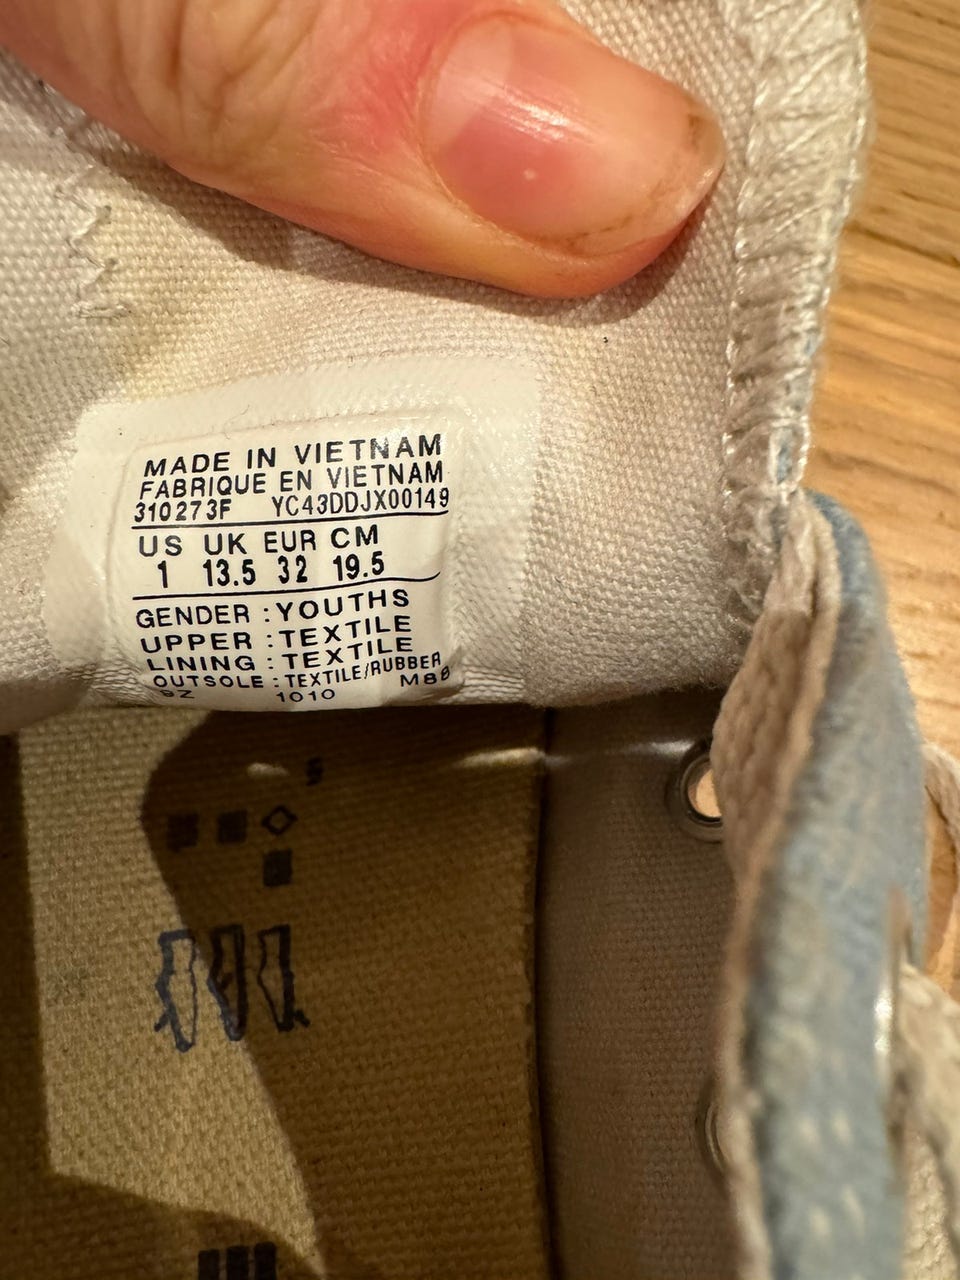 MADE IN VIETNAM
FABRIQUE EN VIETNAM
310273F YC43DDJX00149
US UK EUR CM
1 13.5 32 19.5
GENDER : YOUTHS
UPPER : TEXTILE
LINING : TEXTILE
OUTSOLE : TEXTILE/RUBBER
1010